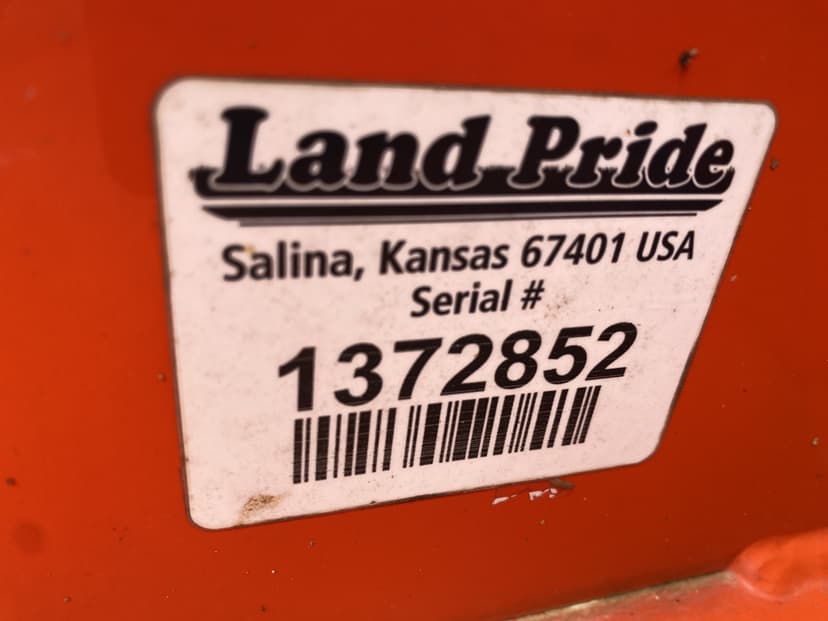 Land Pride
Salina, Kansas 67401 USA
Serial #
1372852